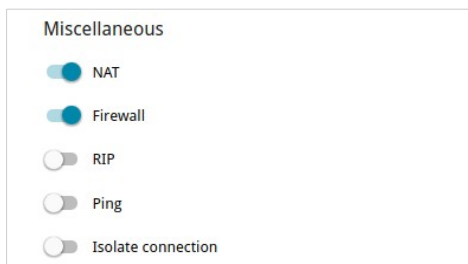 Miscellaneous
NAT
Firewall
RIP
Ping
Isolate connection